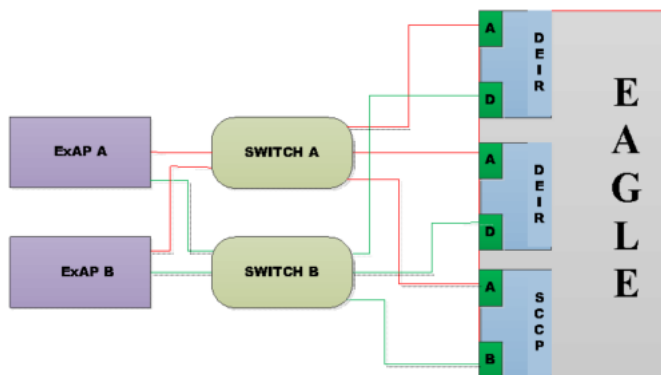 ExAP A
ExAP B
SWITCH A
SWITCH B
A
DEIR
D
A
DEIR
D
A
SCCP
B
EAGLE